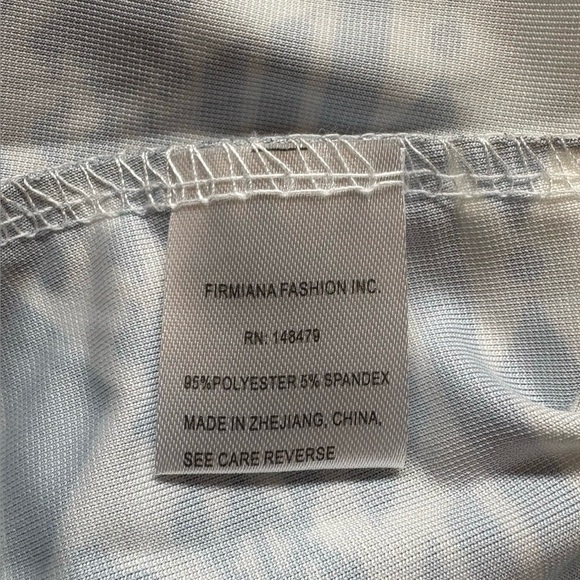 FIRMIANA FASHION INC.
RN: 148479
95%POLYESTER 5% SPANDEX
MADE IN ZHEJIANG, CHINA,
SEE CARE REVERSE